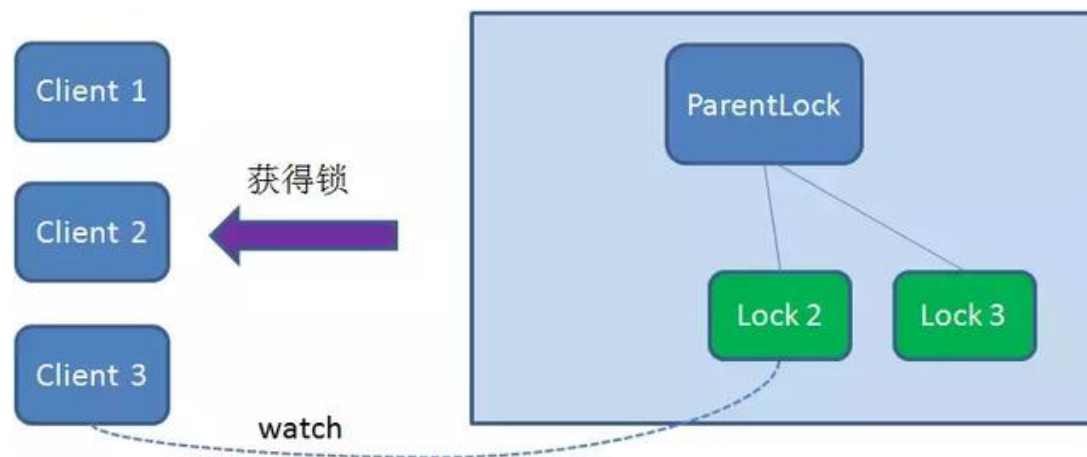 Client 1
ParentLock
获得锁
Client 2
Lock 2
Lock 3
Client 3
watch